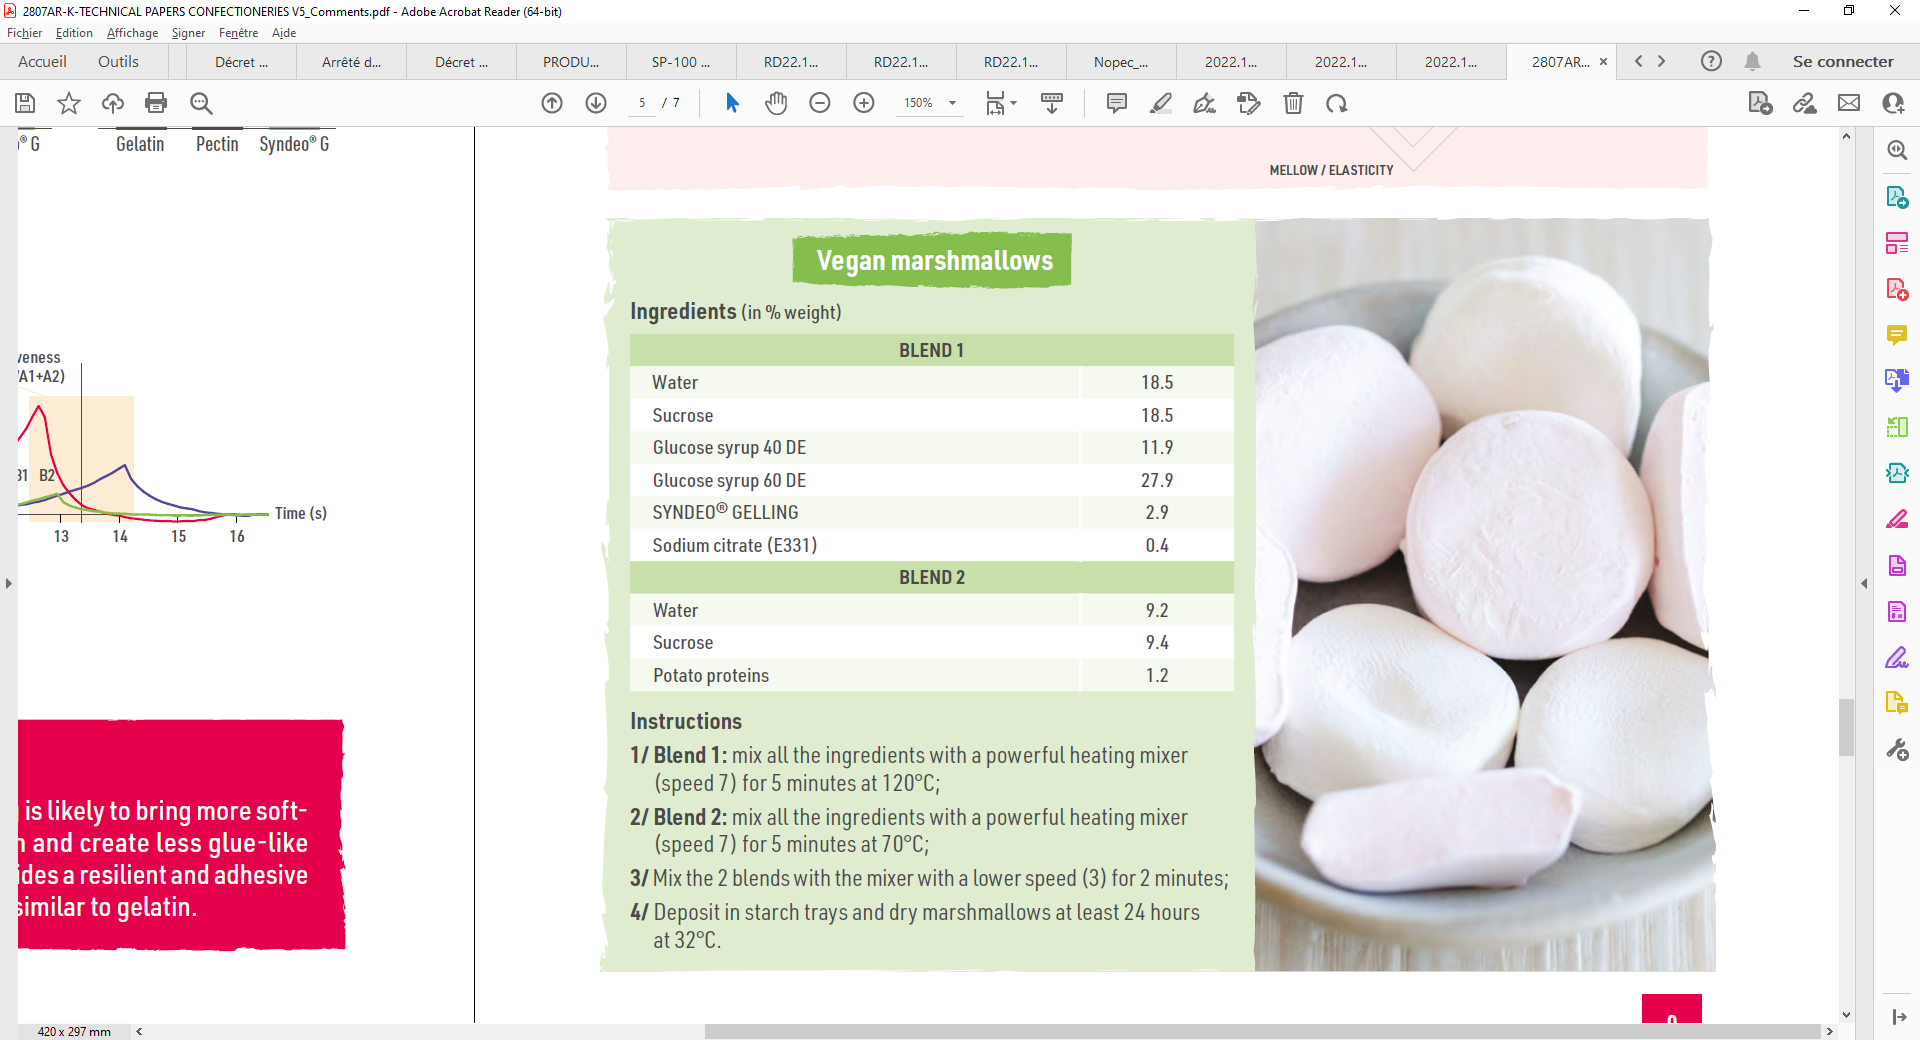 2807AR-K-TECHNICAL PAPERS CONFECTIONERIES V5_Comments.pdf - Adobe Acrobat Reader (64-bit)
Fichier Edition Affichage Signer Fenêtre Aide
Accueil Outils Décret ... Arrêté d... Décret ... PRODU... SP-100 ... RD22.1... RD22.1... RD22.1... Nopec_... 2022.1... 2022.1... 2022.1... 2807AR... Se connecter
5 / 7 150%
® G Gelatin Pectin Syndeo® G
MELLOW / ELASTICITY
veness
/A1+A2)
B1 B2
Time (s)
13 14 15 16
is likely to bring more soft-
and create less glue-like
ides a resilient and adhesive
similar to gelatin.
Vegan marshmallows
Ingredients (in % weight)
BLEND 1
Water 18.5
Sucrose 18.5
Glucose syrup 40 DE 11.9
Glucose syrup 60 DE 27.9
SYNDEO® GELLING 2.9
Sodium citrate (E331) 0.4
BLEND 2
Water 9.2
Sucrose 9.4
Potato proteins 1.2
Instructions
1/ Blend 1: mix all the ingredients with a powerful heating mixer
(speed 7) for 5 minutes at 120°C;
2/ Blend 2: mix all the ingredients with a powerful heating mixer
(speed 7) for 5 minutes at 70°C;
3/ Mix the 2 blends with the mixer with a lower speed (3) for 2 minutes;
4/ Deposit in starch trays and dry marshmallows at least 24 hours
at 32°C.
420 x 297 mm